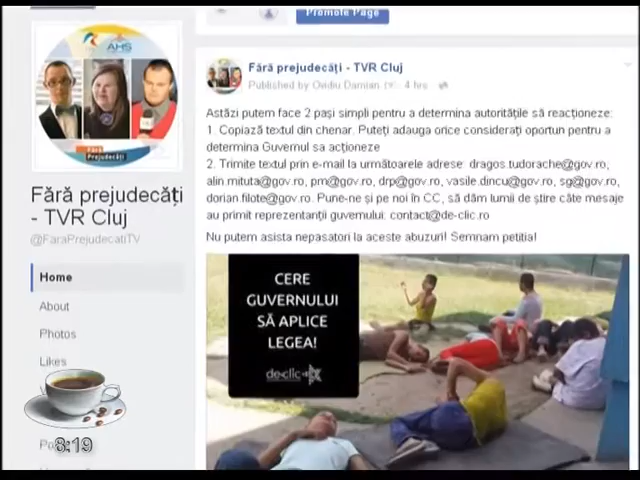 Promote Page
AHS
Fără
Prejudecăți
Fără prejudecăți - TVR Cluj
Published by Ovidiu Damian · 4 hrs ·
Astăzi putem face 2 pași simpli pentru a determina autoritățile să reacționeze:
1. Copiază textul din chenar. Puteți adauga orice considerați oportun pentru a
determina Guvernul sa acționeze
2. Trimite textul prin e-mail la următoarele adrese: dragos.tudorache@gov.ro,
alin.mituta@gov.ro, pm@gov.ro, drp@gov.ro, vasile.dincu@gov.ro, sg@gov.ro,
dorian.filote@gov.ro. Pune-ne și pe noi în CC, să dăm lumii de știre câte mesaje
au primit reprezentanții guvernului: contact@de-clic.ro
Nu putem asista nepasatori la aceste abuzuri! Semnam petitia!
Fără prejudecăți
- TVR Cluj
@FaraPrejudecatiTV
Home
About
Photos
Likes
8:19
CERE
GUVERNULUI
SĂ APLICE
LEGEA!
de-clic